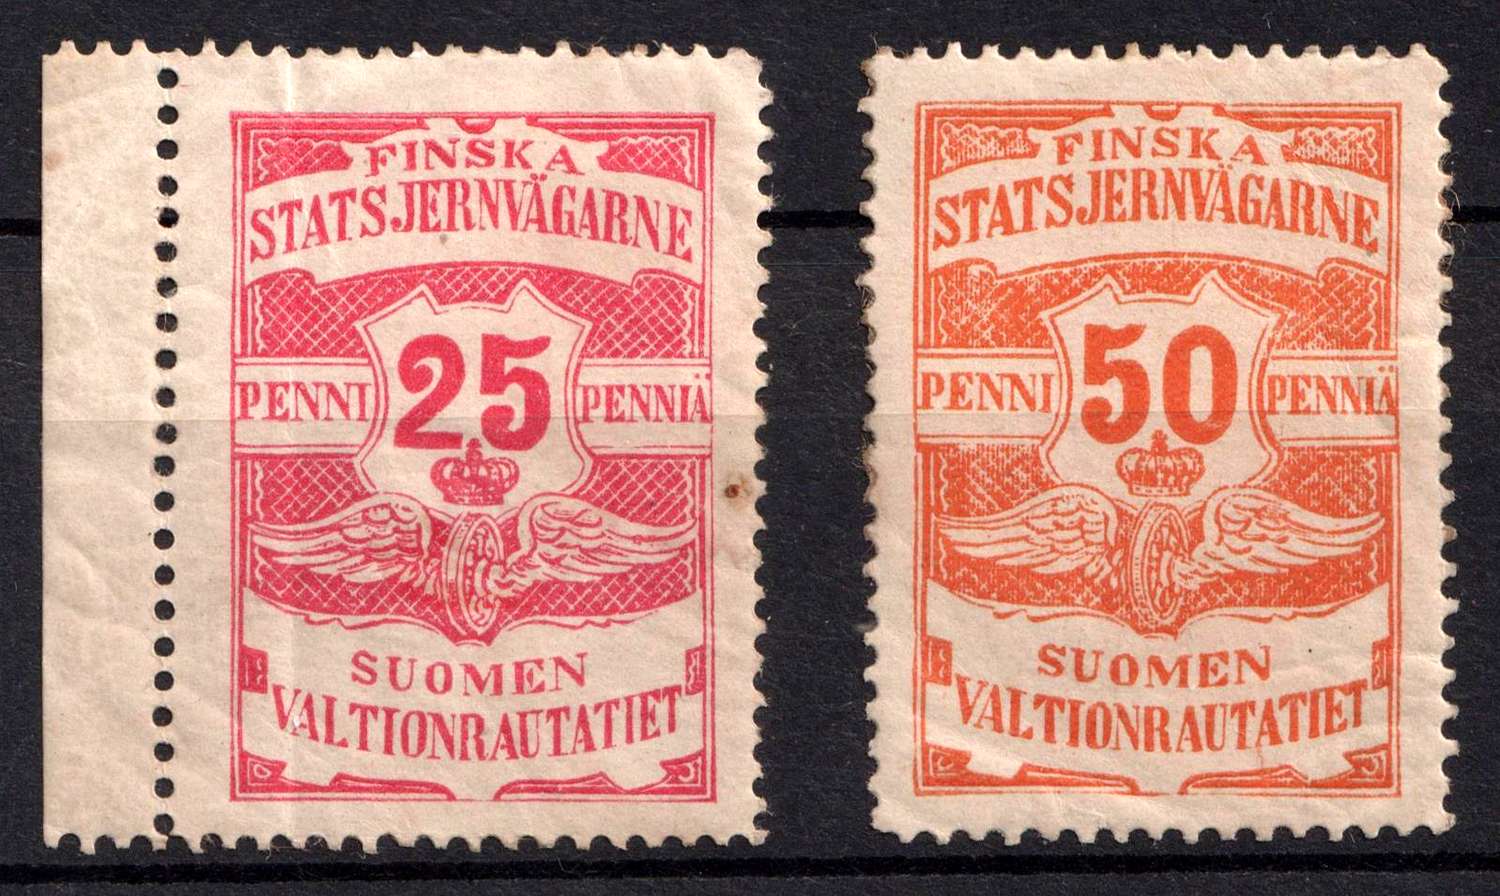 FINSKA
STATSJERNVÄGARNE
PENNI 25 PENNIÄ
SUOMEN
VALTIONRAUTATIET
FINSKA
STATSJERNVÄGARNE
PENNI 50 PENNIÄ
SUOMEN
VALTIONRAUTATIET